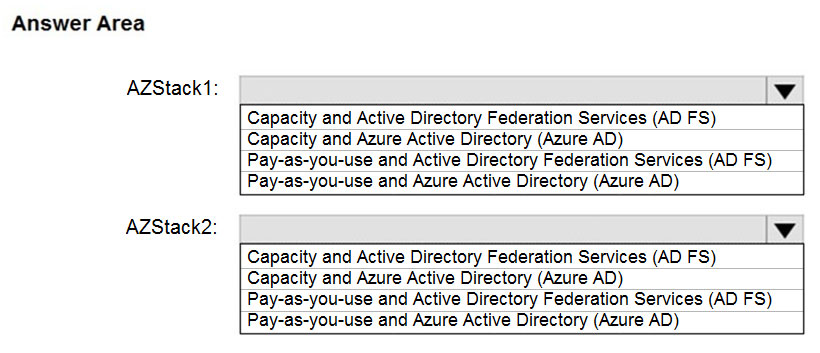 Answer Area
AZStack1:
Capacity and Active Directory Federation Services (AD FS)
Capacity and Azure Active Directory (Azure AD)
Pay-as-you-use and Active Directory Federation Services (AD FS)
Pay-as-you-use and Azure Active Directory (Azure AD)
AZStack2:
Capacity and Active Directory Federation Services (AD FS)
Capacity and Azure Active Directory (Azure AD)
Pay-as-you-use and Active Directory Federation Services (AD FS)
Pay-as-you-use and Azure Active Directory (Azure AD)